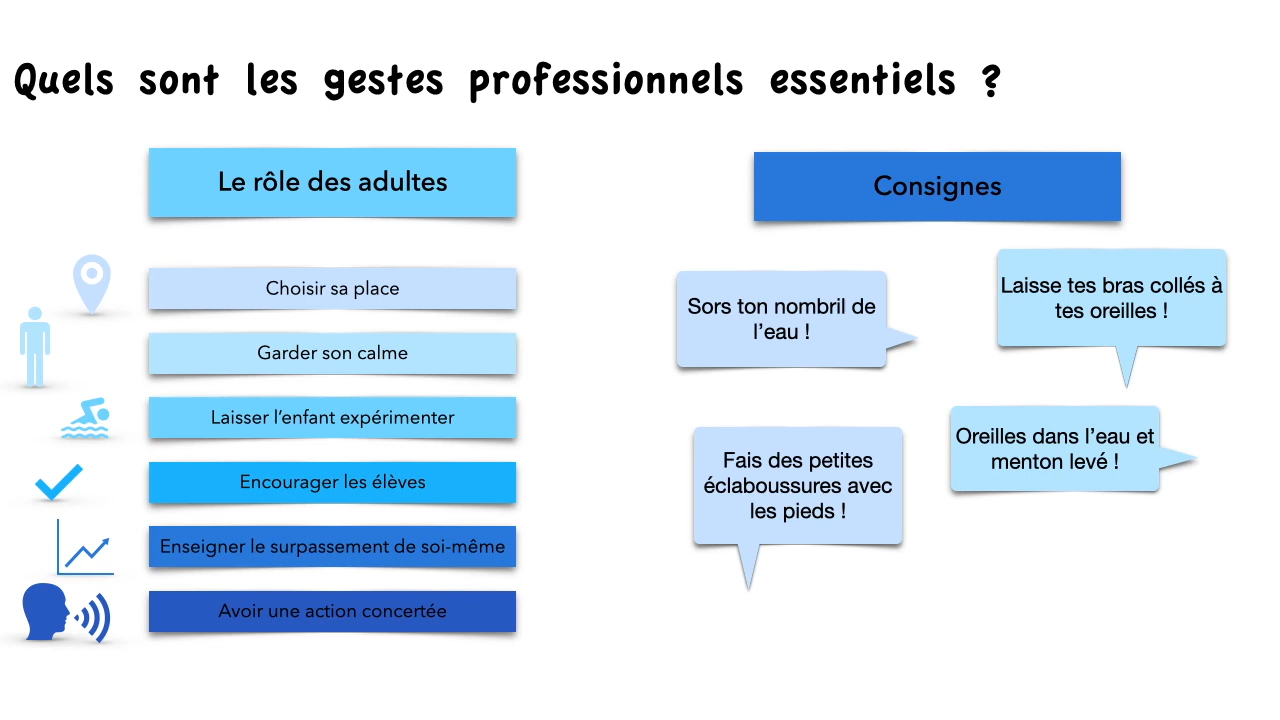 Quels sont les gestes professionnels essentiels ?
Le rôle des adultes
Choisir sa place
Garder son calme
Laisser l’enfant expérimenter
Encourager les élèves
Enseigner le surpassement de soi-même
Avoir une action concertée
Consignes
Sors ton nombril de
l’eau !
Laisse tes bras collés à
tes oreilles !
Fais des petites
éclaboussures avec
les pieds !
Oreilles dans l’eau et
menton levé !